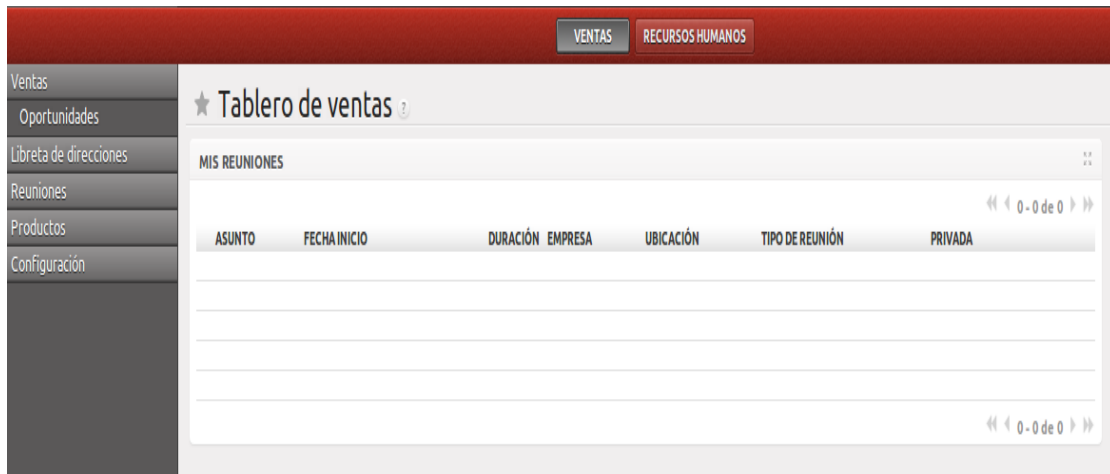 VENTAS RECURSOS HUMANOS
Ventas
Oportunidades
Libreta de direcciones
Reuniones
Productos
Configuración
Tablero de ventas ?
MIS REUNIONES
0 - 0 de 0
ASUNTO FECHA INICIO DURACIÓN EMPRESA UBICACIÓN TIPO DE REUNIÓN PRIVADA
0 - 0 de 0